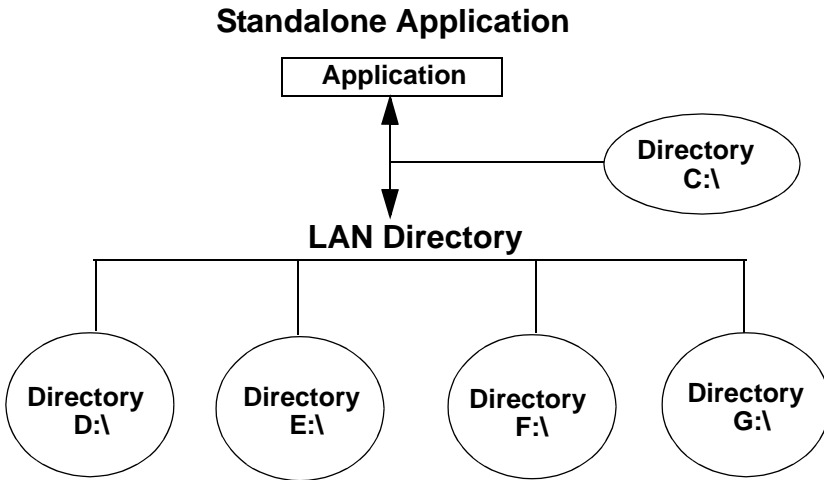 Standalone Application
Application
Directory
C:\
LAN Directory
Directory
D:\
Directory
E:\
Directory
F:\
Directory
G:\